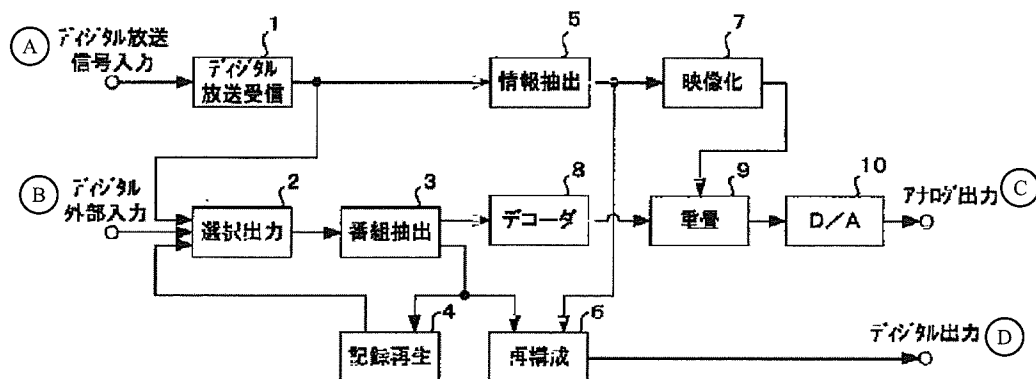 A
ディジタル放送
信号入力
1
ディジタル
放送受信
5
情報抽出
7
映像化
B
ディジタル
外部入力
2
選択出力
3
番組抽出
8
デコーダ
9
重畳
10
D/A
アナログ出力
C
4
記録再生
6
再構成
ディジタル出力
D